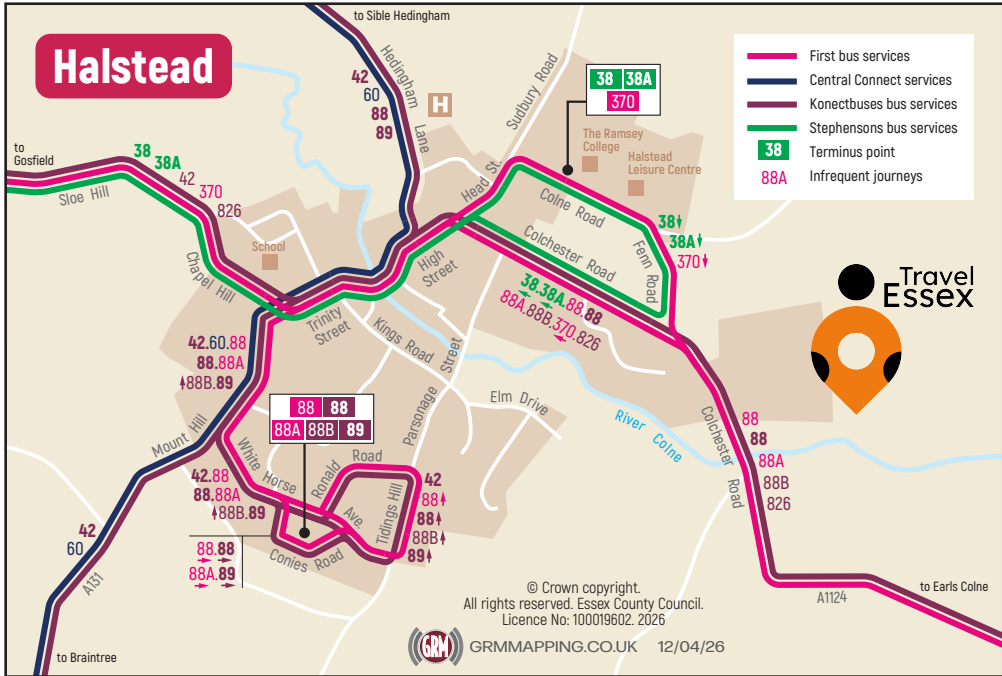 to Sible Hedingham
Halstead
42
60
88
89
Hedingham
Lane
H
Sudbury Road
38 38A
370
The Ramsey
College
Halstead
Leisure Centre
First bus services
Central Connect services
Konectbuses bus services
Stephensons bus services
38 Terminus point
88A Infrequent journeys
to
Gosfield
38
38A
42
370
826
Sloe Hill
School
Chapel Hill
Trinity
Street
High
Street
Head St.
Colne Road
Colchester Road
Fenn Road
38
38A
370
38.38A.88.88
88A.88B.370.826
Travel
Essex
Kings Road
Parsonage
Street
Elm Drive
River Colne
42.60.88
88.88A
88B.89
Mount Hill
88 88
88A 88B 89
White Horse
Ave.
Ronald
Road
Tidings Hill
Conies Road
42.88
88.88A
88B.89
42
88
88
88B
89
88.88
88A.89
42
60
A131
to Braintree
Colchester
Road
88
88
88A
88B
826
A1124
to Earls Colne
© Crown copyright.
All rights reserved. Essex County Council.
Licence No: 100019602. 2026
GRM
GRMMAPPING.CO.UK 12/04/26